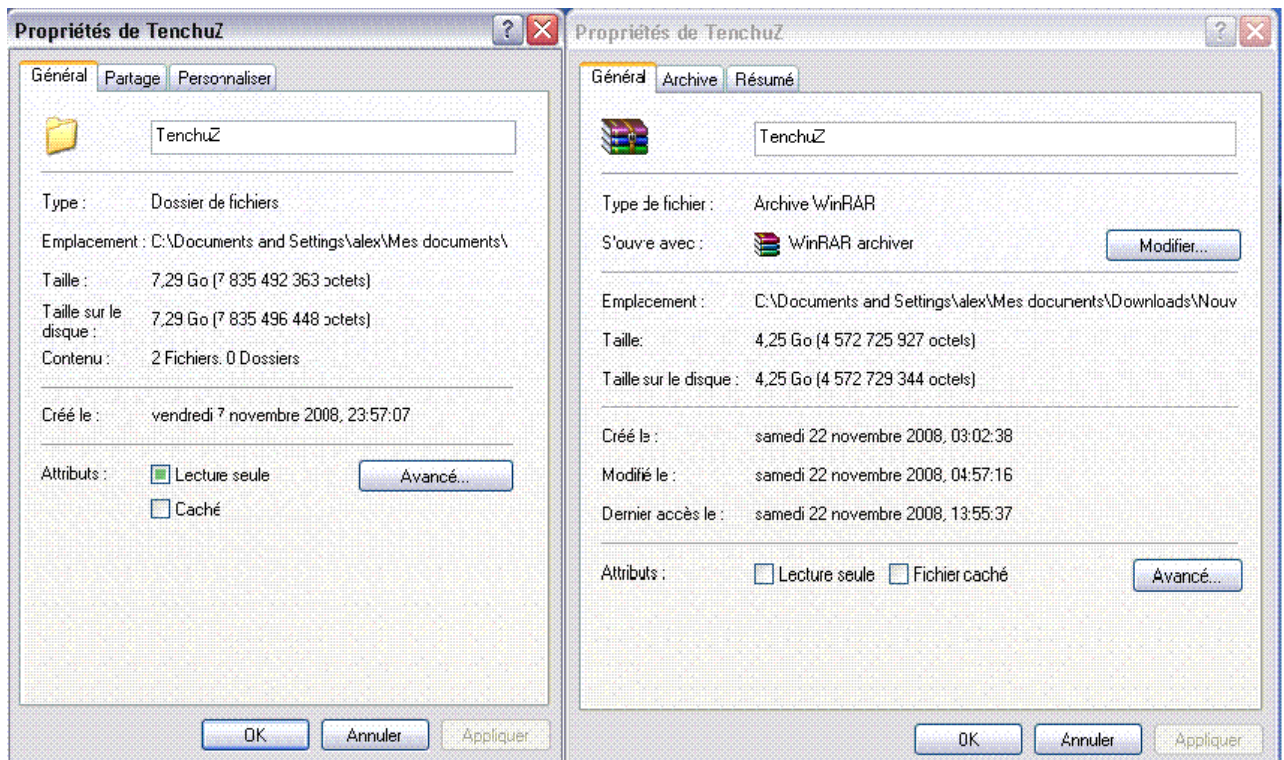 Propriétés de TenchuZ
Général Partage Personnaliser
TenchuZ
Type : Dossier de fichiers
Emplacement : C:\Documents and Settings\alex\Mes documents\
Taille : 7,29 Go (7 835 492 363 octets)
Taille sur le disque : 7,29 Go (7 835 496 448 octets)
Contenu : 2 Fichiers, 0 Dossiers
Créé le : vendredi 7 novembre 2008, 23:57:07
Attributs : Lecture seule Avancé...
Caché
OK Annuler Appliquer
Propriétés de TenchuZ
Général Archive Résumé
TenchuZ
Type de fichier : Archive WinRAR
S'ouvre avec : WinRAR archiver Modifier...
Emplacement : C:\Documents and Settings\alex\Mes documents\Downloads\Nouv
Taille: 4,25 Go (4 572 725 927 octets)
Taille sur le disque : 4,25 Go (4 572 729 344 octets)
Créé le : samedi 22 novembre 2008, 03:02:38
Modifié le : samedi 22 novembre 2008, 04:57:16
Dernier accès le : samedi 22 novembre 2008, 13:55:37
Attributs : Lecture seule Fichier caché Avancé...
OK Annuler Appliquer